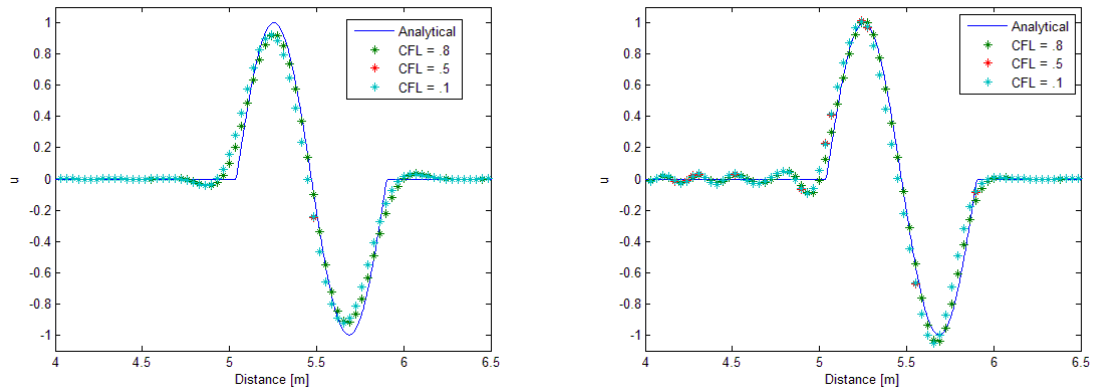 1
0.8
0.6
0.4
0.2
0
-0.2
-0.4
-0.6
-0.8
-1
u
4
4.5
5
5.5
6
6.5
Distance [m]
Analytical
CFL = .8
CFL = .5
CFL = .1
1
0.8
0.6
0.4
0.2
0
-0.2
-0.4
-0.6
-0.8
-1
u
4
4.5
5
5.5
6
6.5
Distance [m]
Analytical
CFL = .8
CFL = .5
CFL = .1